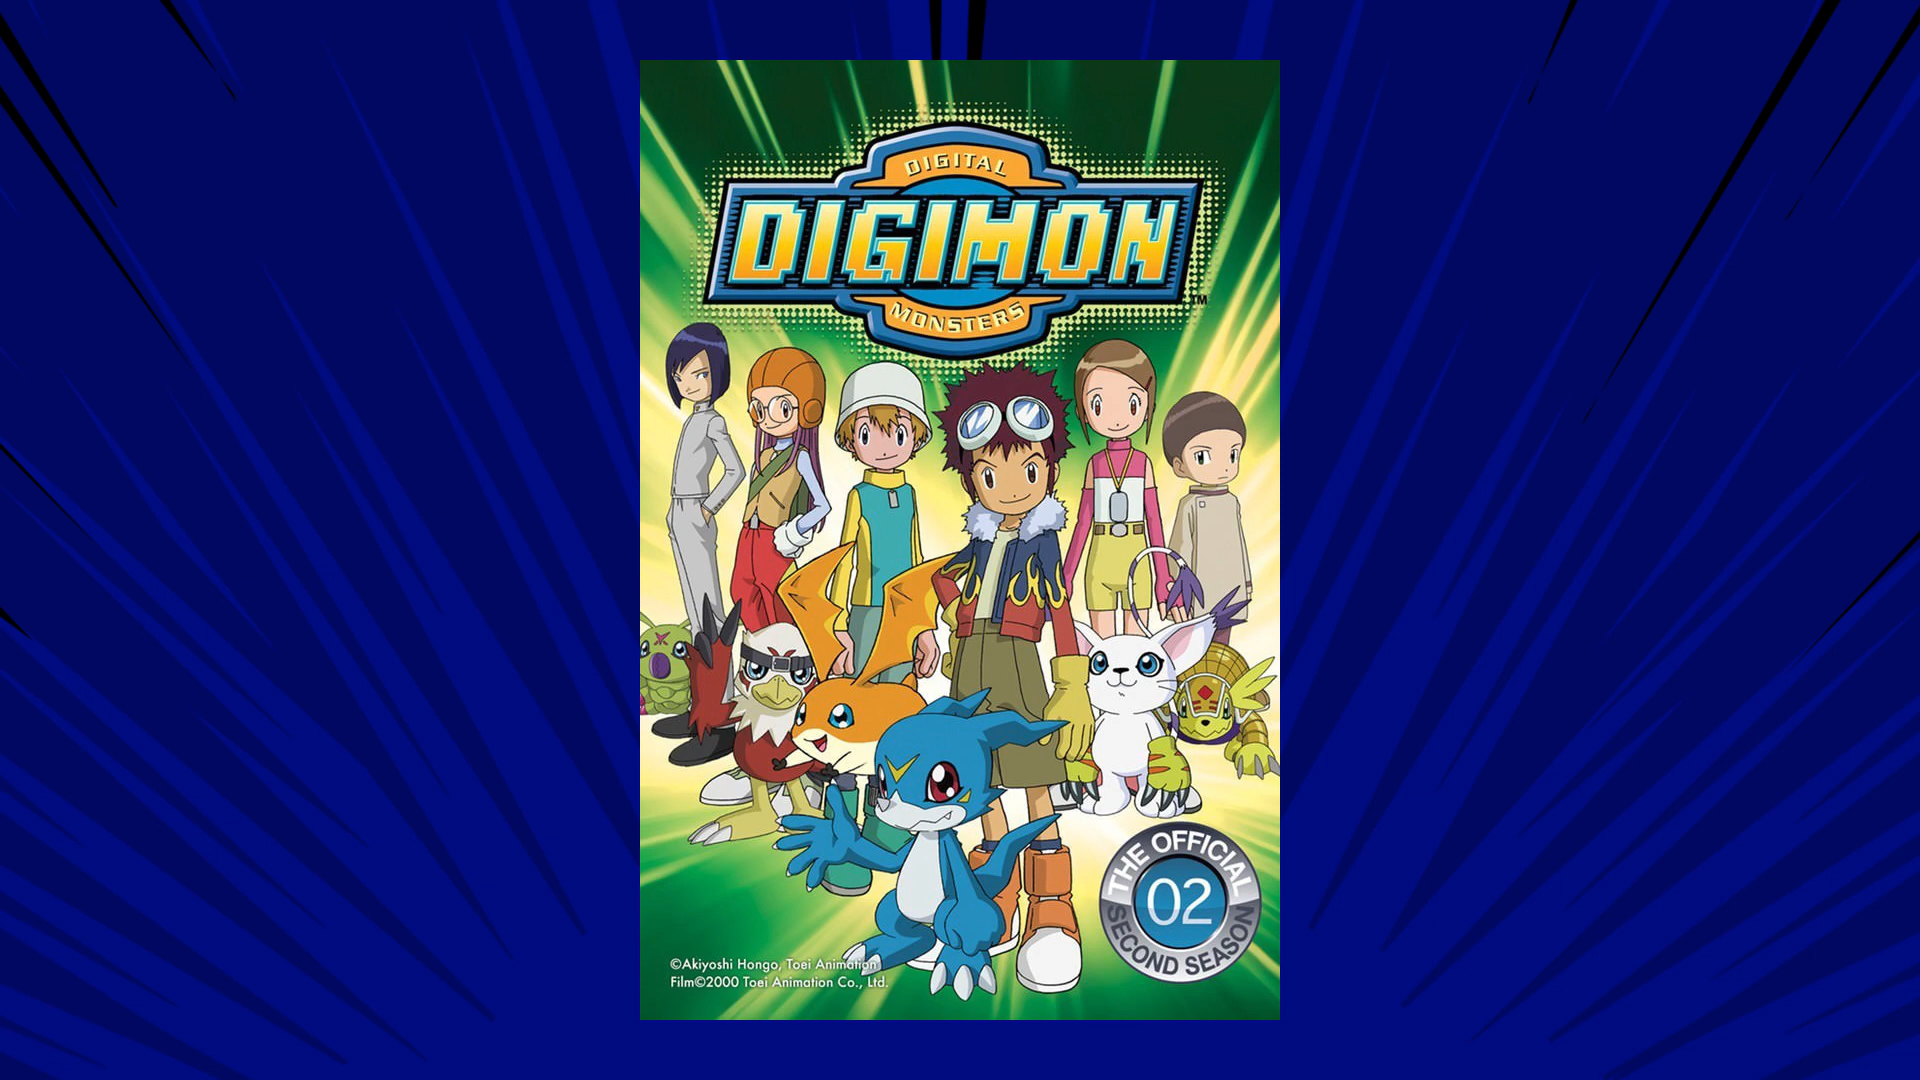 DIGITAL
DIGIMON
™
MONSTERS
THE OFFICIAL
02
SECOND SEASON
©Akiyoshi Hongo, Toei Animation
Film©2000 Toei Animation Co., Ltd.